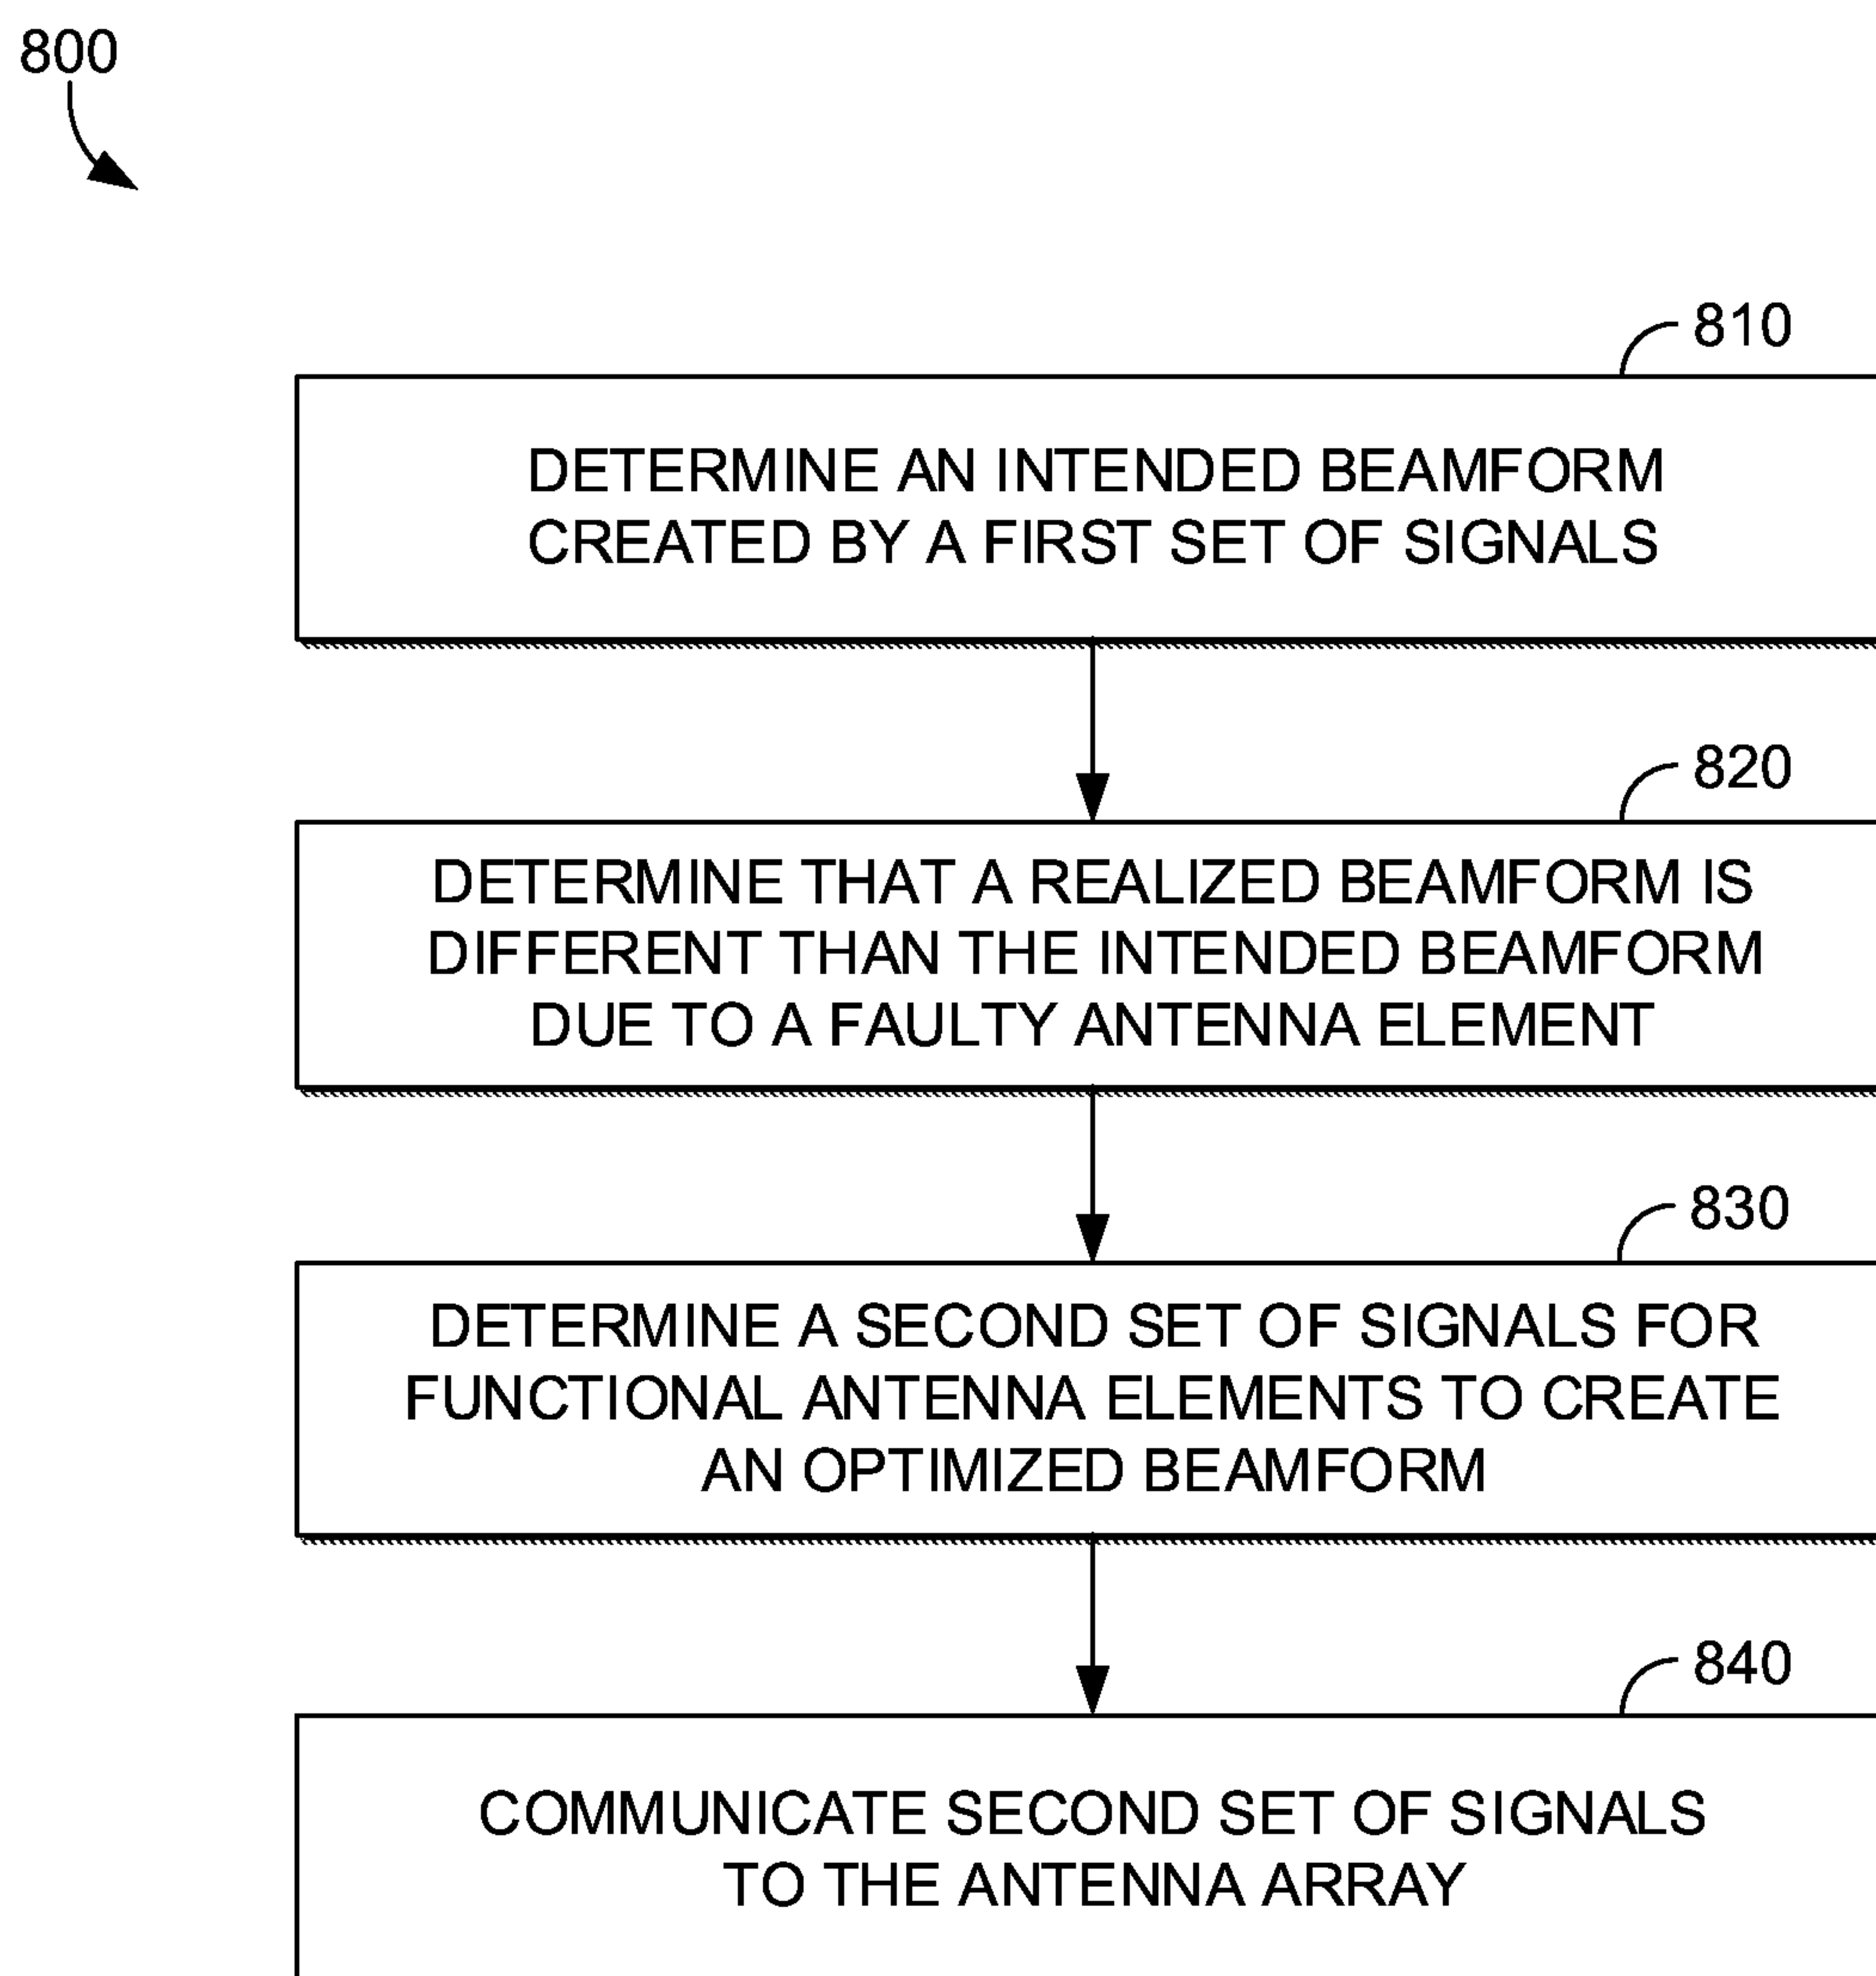 800
810
DETERMINE AN INTENDED BEAMFORM
CREATED BY A FIRST SET OF SIGNALS
820
DETERMINE THAT A REALIZED BEAMFORM IS
DIFFERENT THAN THE INTENDED BEAMFORM
DUE TO A FAULTY ANTENNA ELEMENT
830
DETERMINE A SECOND SET OF SIGNALS FOR
FUNCTIONAL ANTENNA ELEMENTS TO CREATE
AN OPTIMIZED BEAMFORM
840
COMMUNICATE SECOND SET OF SIGNALS
TO THE ANTENNA ARRAY